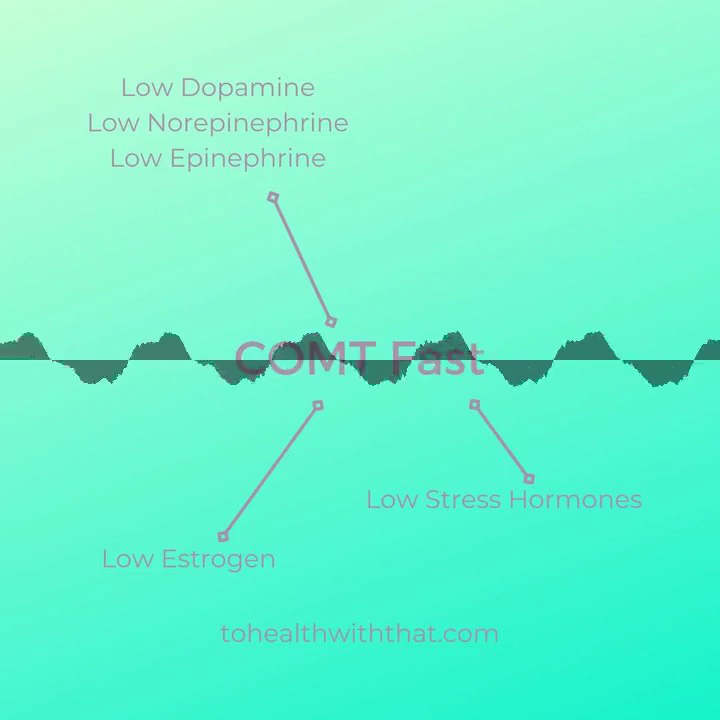 Low Dopamine
Low Norepinephrine
Low Epinephrine
COMT Fast
Low Stress Hormones
Low Estrogen
tohealthwiththat.com